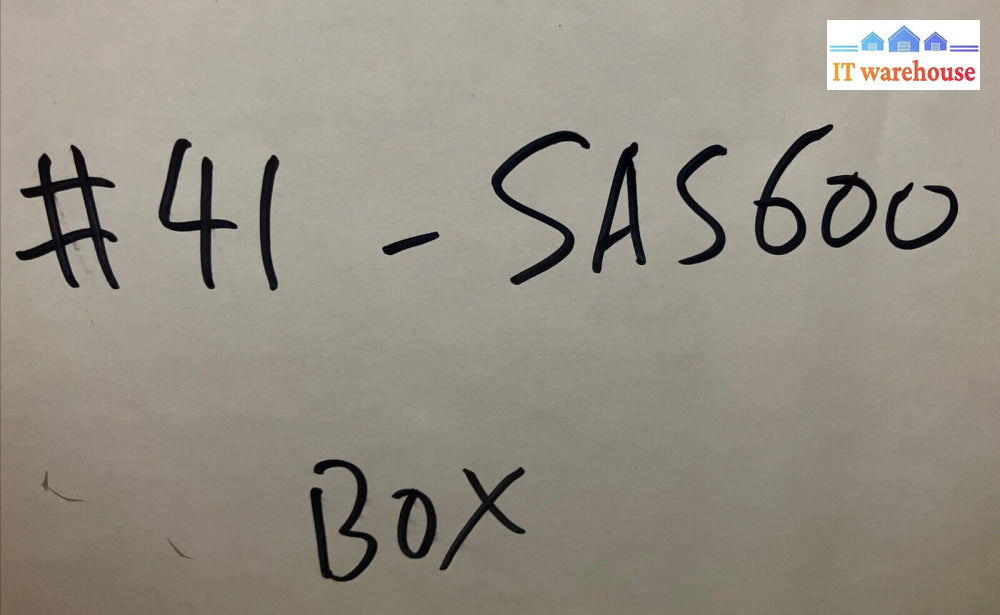 IT warehouse
#41 - SAS600
BOX